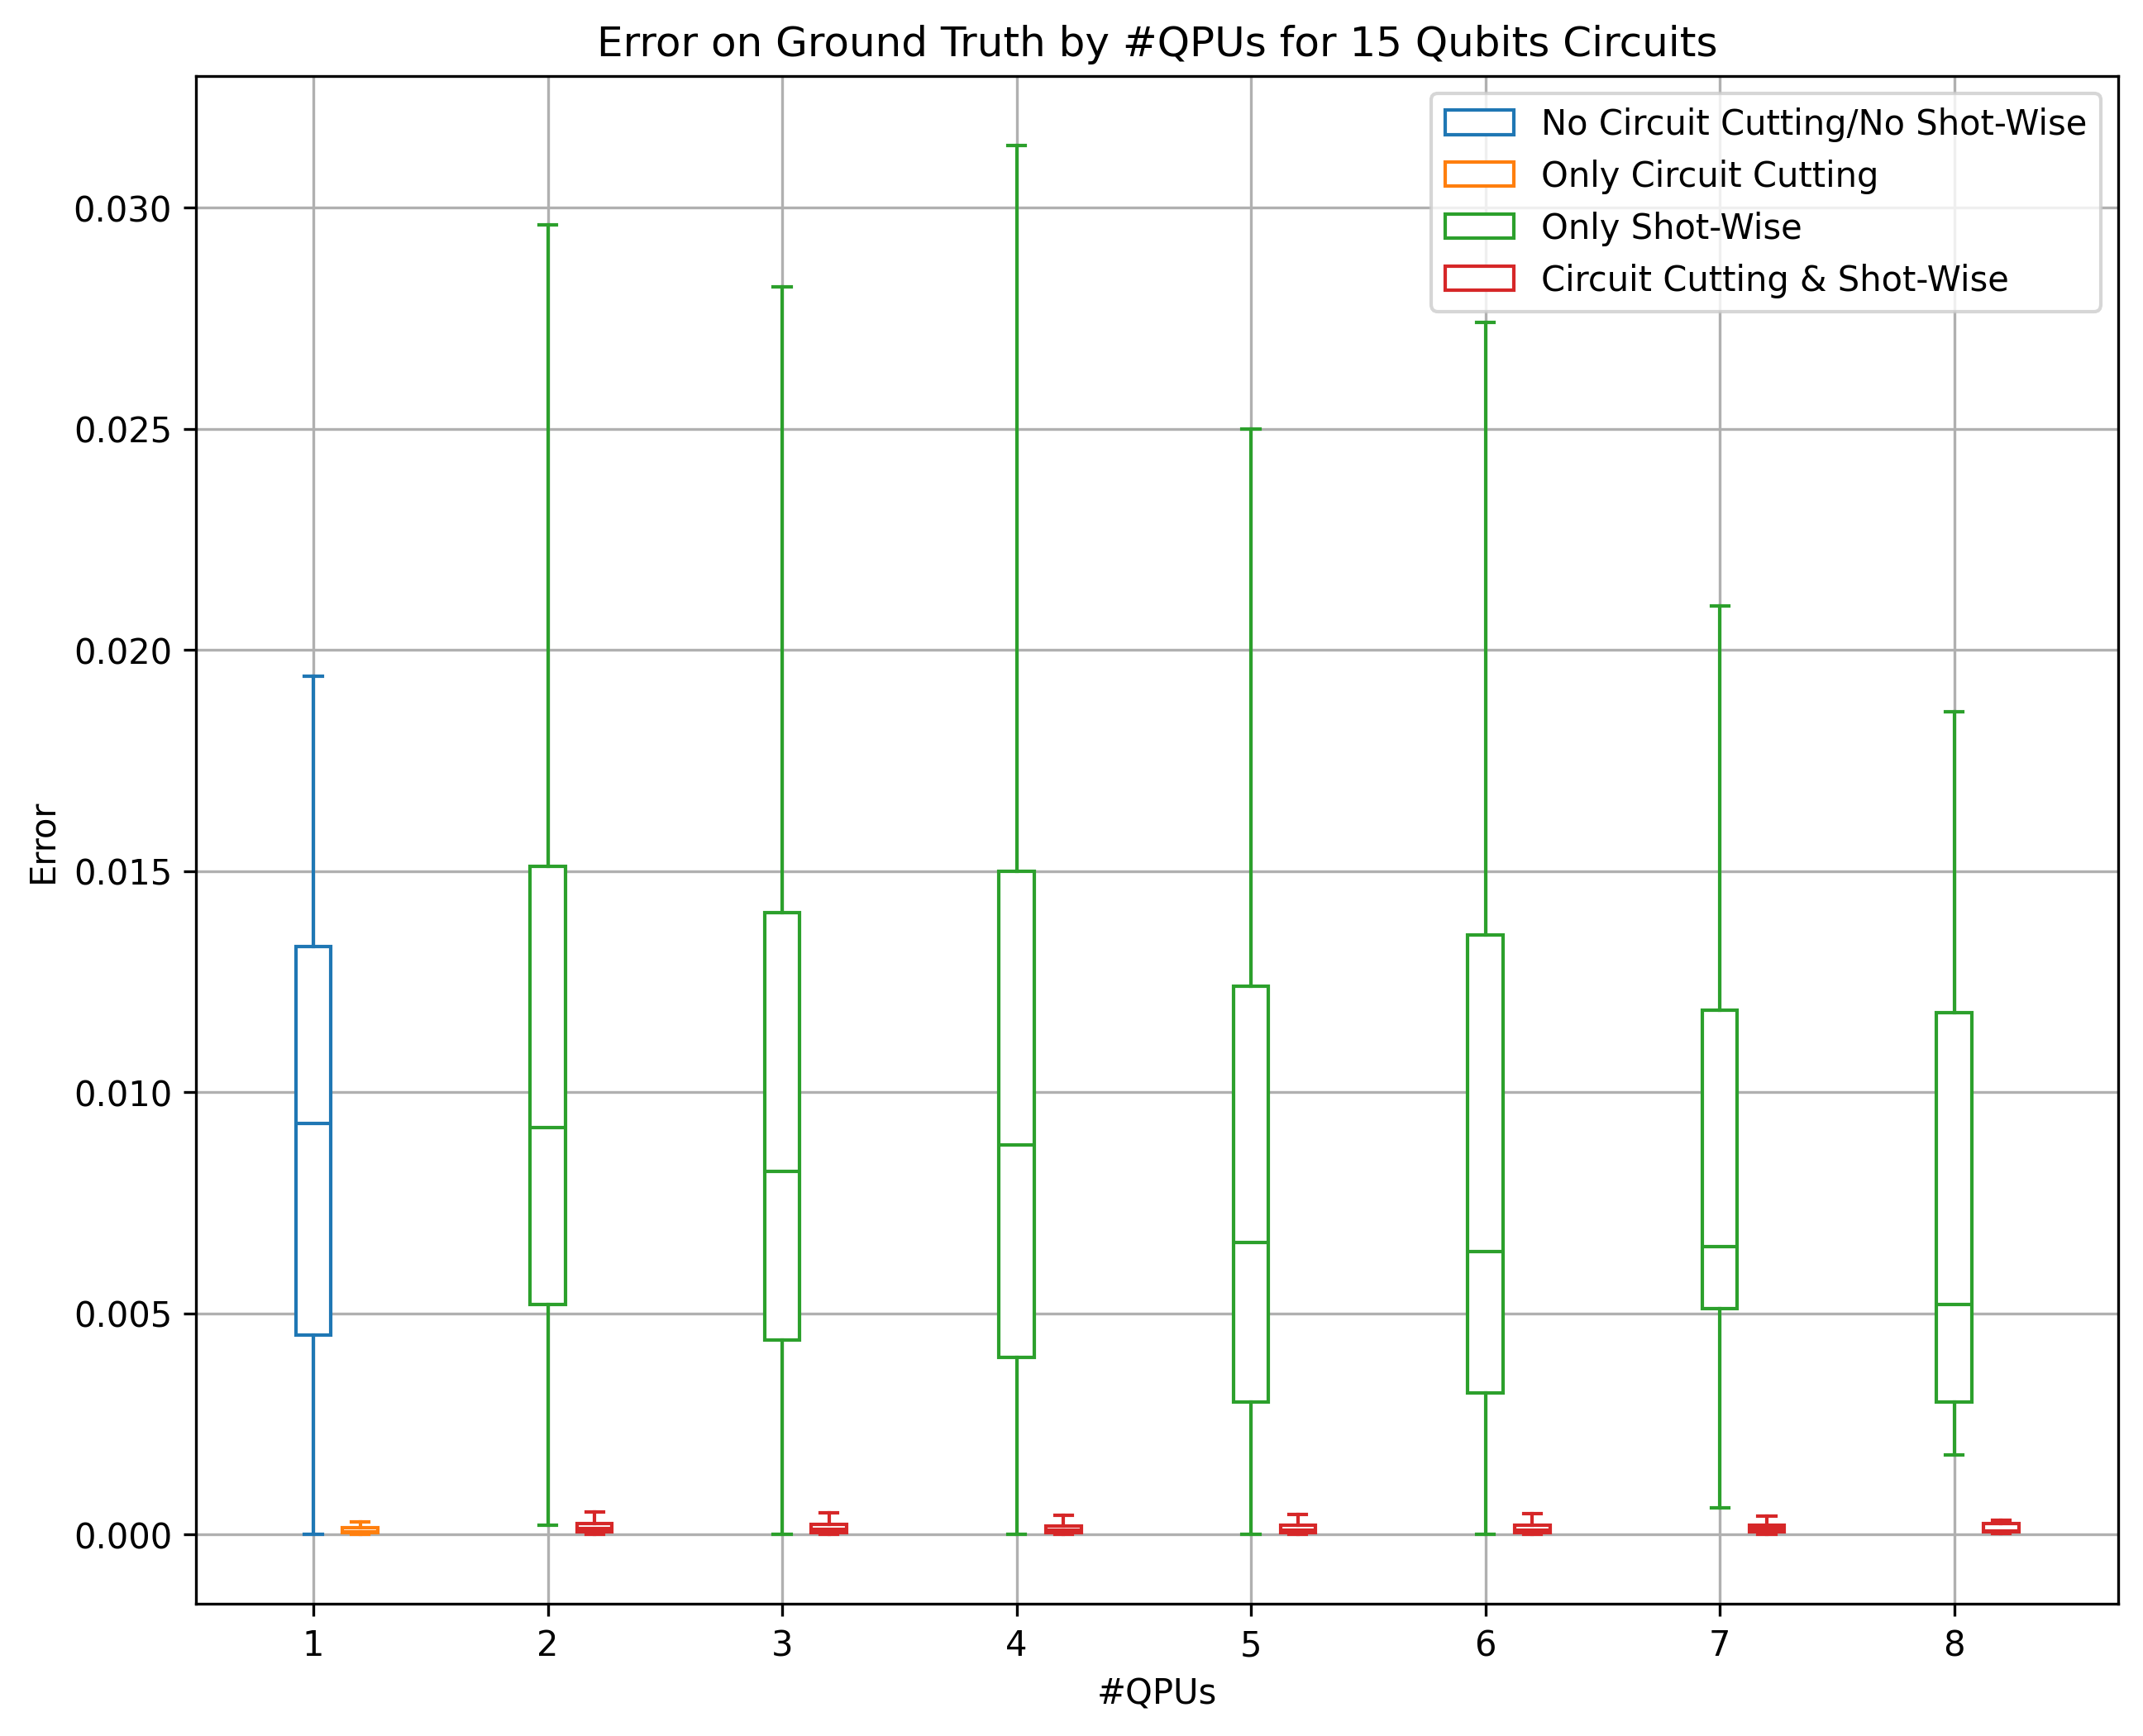 Error on Ground Truth by #QPUs for 15 Qubits Circuits
No Circuit Cutting/No Shot-Wise
Only Circuit Cutting
Only Shot-Wise
Circuit Cutting & Shot-Wise
Error
0.030
0.025
0.020
0.015
0.010
0.005
0.000
1 2 3 4 5 6 7 8
#QPUs